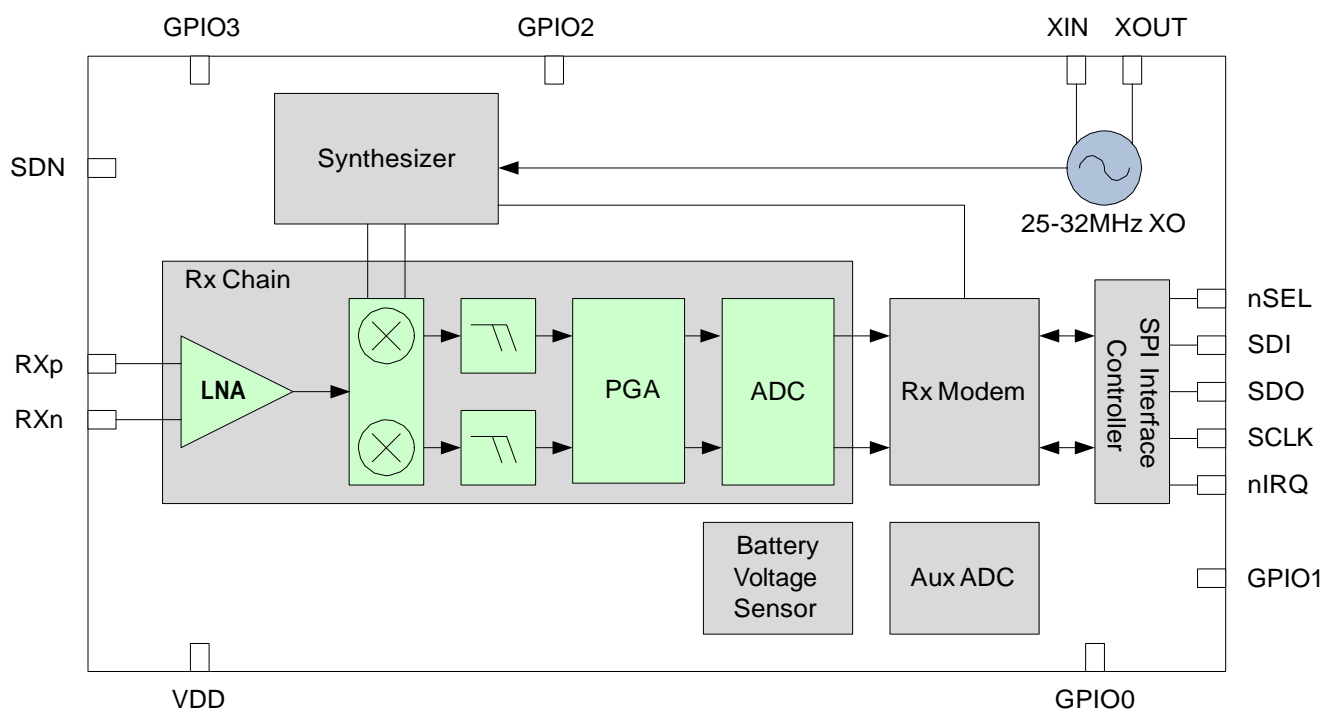 GPIO3
GPIO2
XIN
XOUT
SDN
Synthesizer
25-32MHz XO
Rx Chain
RXp
RXn
LNA
PGA
ADC
Rx Modem
SPI Interface
Controller
nSEL
SDI
SDO
SCLK
nIRQ
Battery
Voltage
Sensor
Aux ADC
GPIO1
VDD
GPIO0